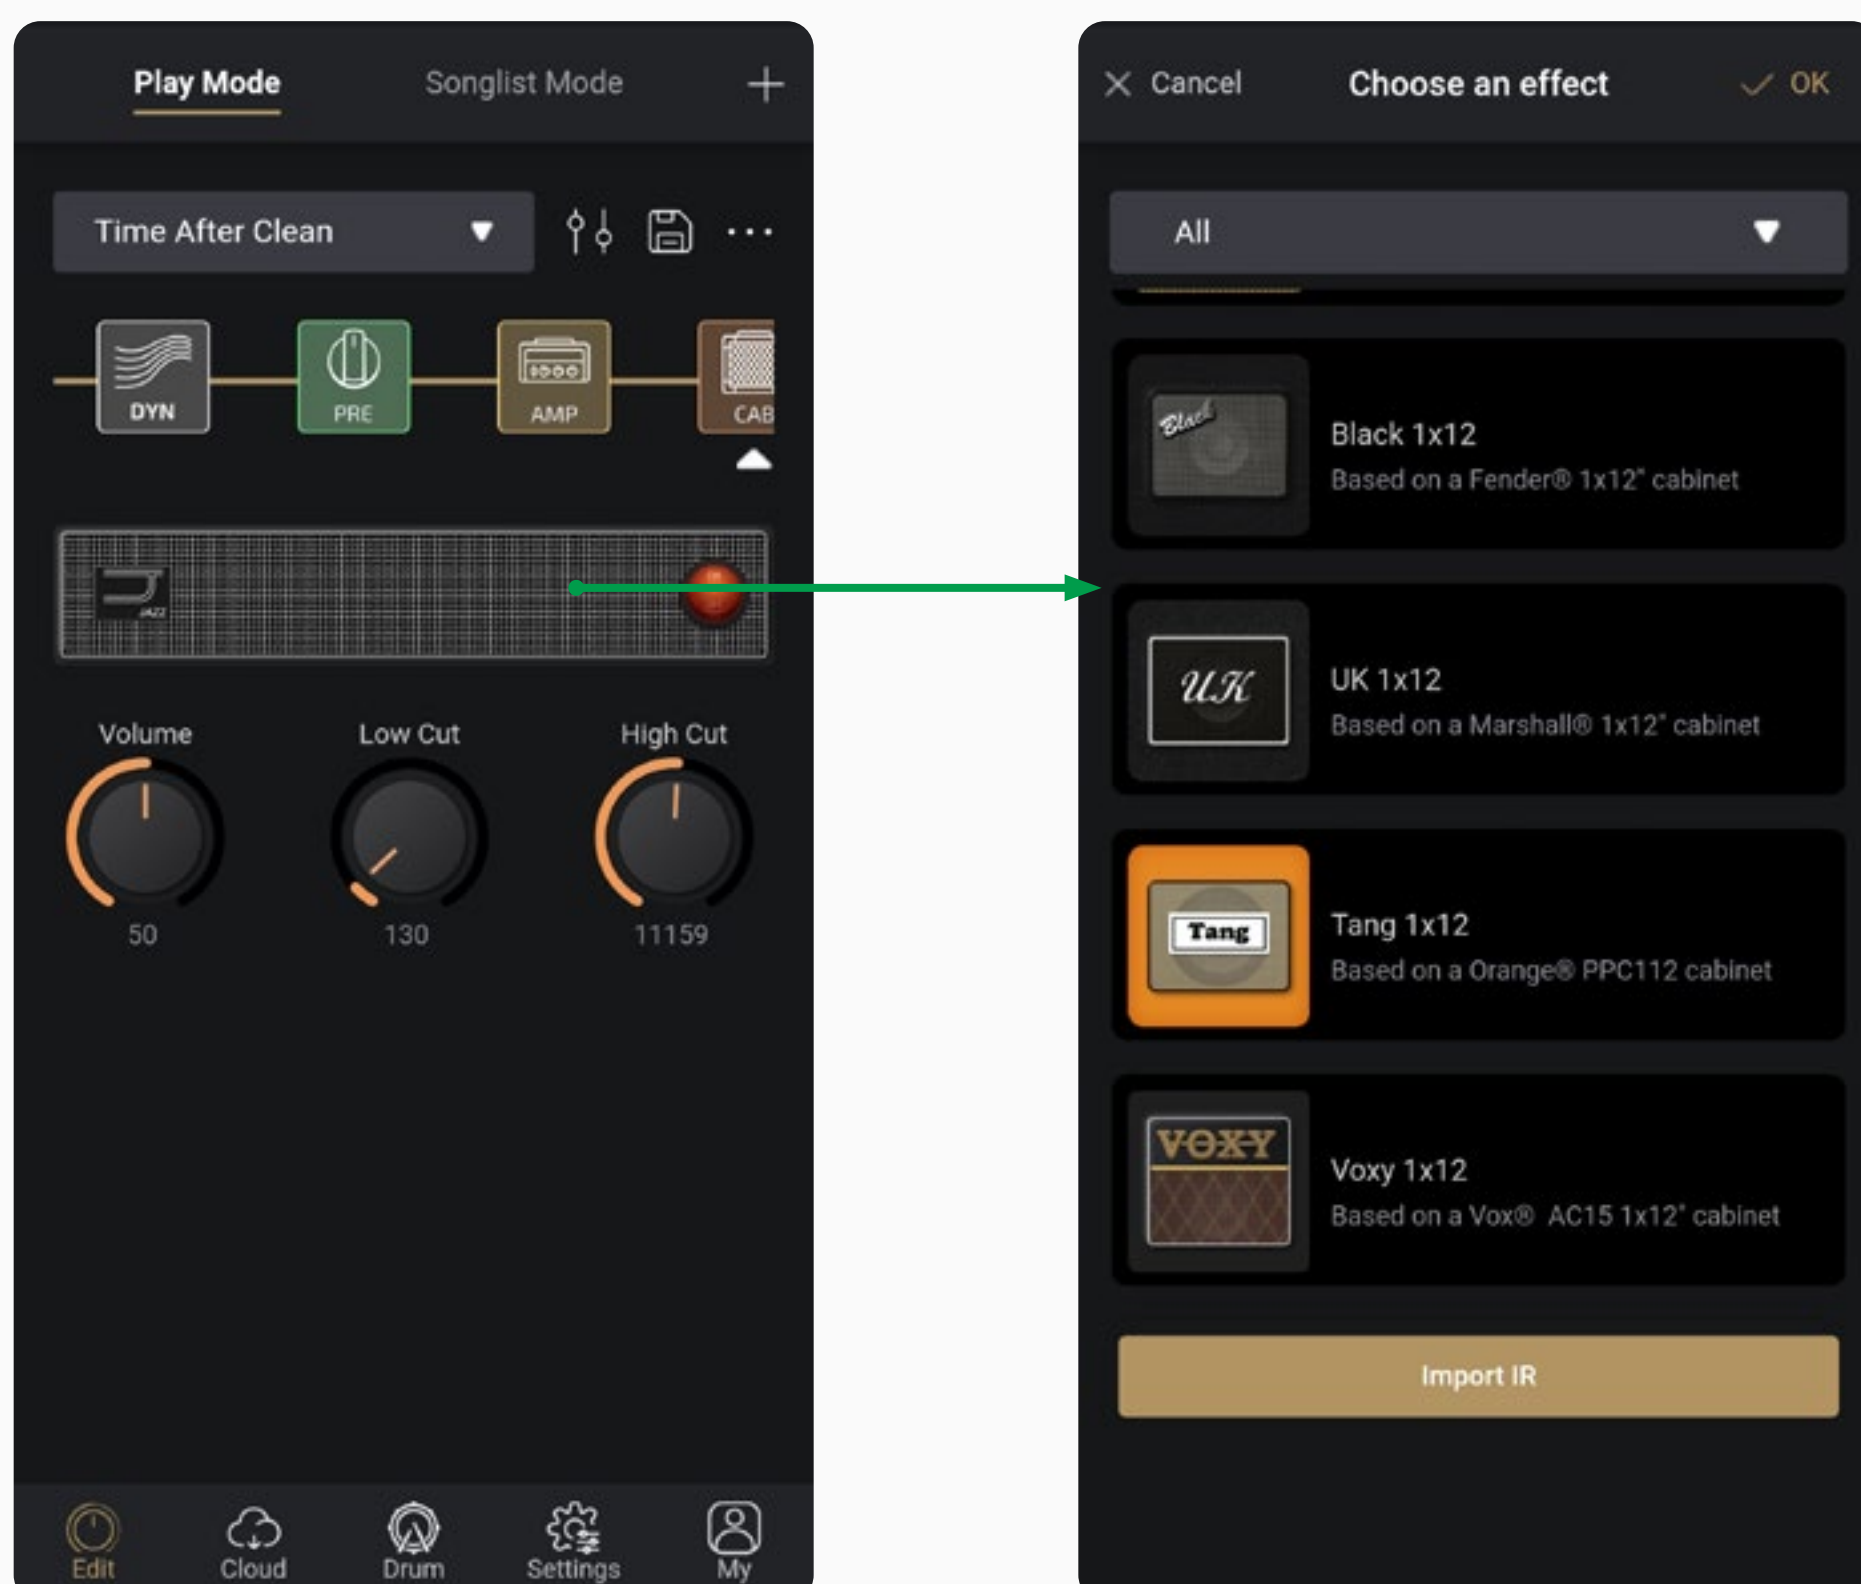 Play Mode
Songlist Mode
Time After Clean
DYN
PRE
AMP
CAB
JAZZ
Volume
Low Cut
High Cut
50
130
11159
Edit
Cloud
Drum
Settings
My
Cancel
Choose an effect
OK
All
Black
Black 1x12
Based on a Fender® 1x12" cabinet
UK
UK 1x12
Based on a Marshall® 1x12" cabinet
Tang
Tang 1x12
Based on a Orange® PPC112 cabinet
VOXY
Voxy 1x12
Based on a Vox® AC15 1x12" cabinet
Import IR